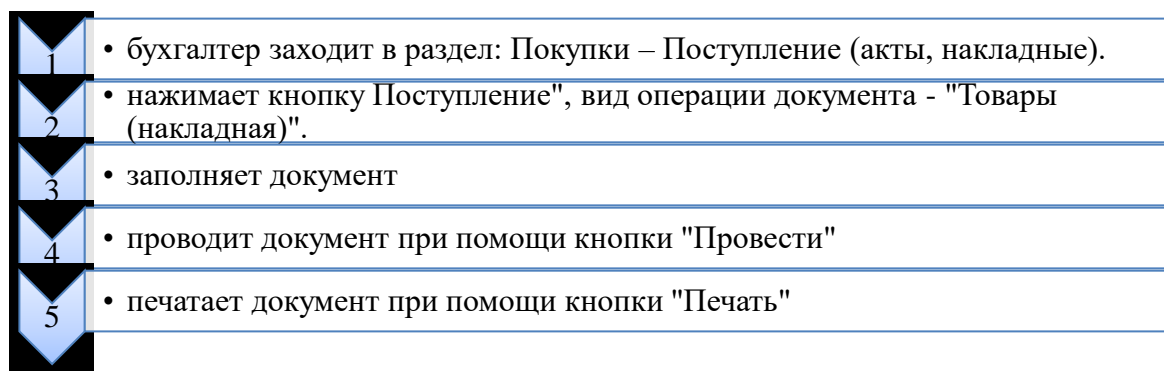 1
• бухгалтер заходит в раздел: Покупки – Поступление (акты, накладные).
2
• нажимает кнопку Поступление", вид операции документа - "Товары
(накладная)".
3
• заполняет документ
4
• проводит документ при помощи кнопки "Провести"
5
• печатает документ при помощи кнопки "Печать"